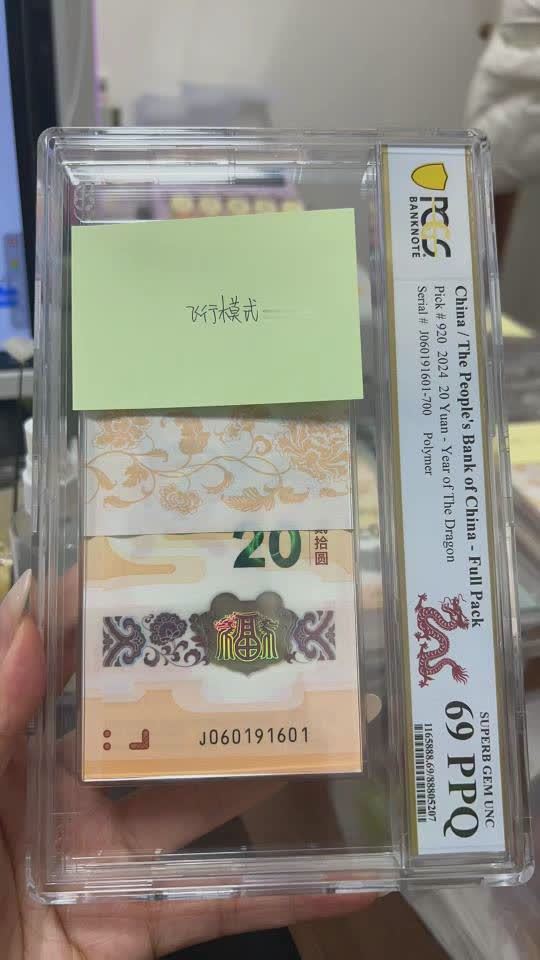 飞行模式
PCGS
BANKNOTE
China / The People's Bank of China - Full Pack
Pick # 920 2024 20 Yuan - Year of The Dragon
Serial # J060191601-700 Polymer
SUPERB GEM UNC
69 PPQ
1165888.69/88805207
20
贰拾圆
福
J060191601